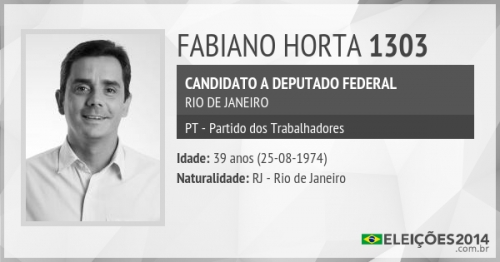 FABIANO HORTA 1303
CANDIDATO A DEPUTADO FEDERAL
RIO DE JANEIRO
PT - Partido dos Trabalhadores
Idade: 39 anos (25-08-1974)
Naturalidade: RJ - Rio de Janeiro
ELEIÇÕES2014
.com.br